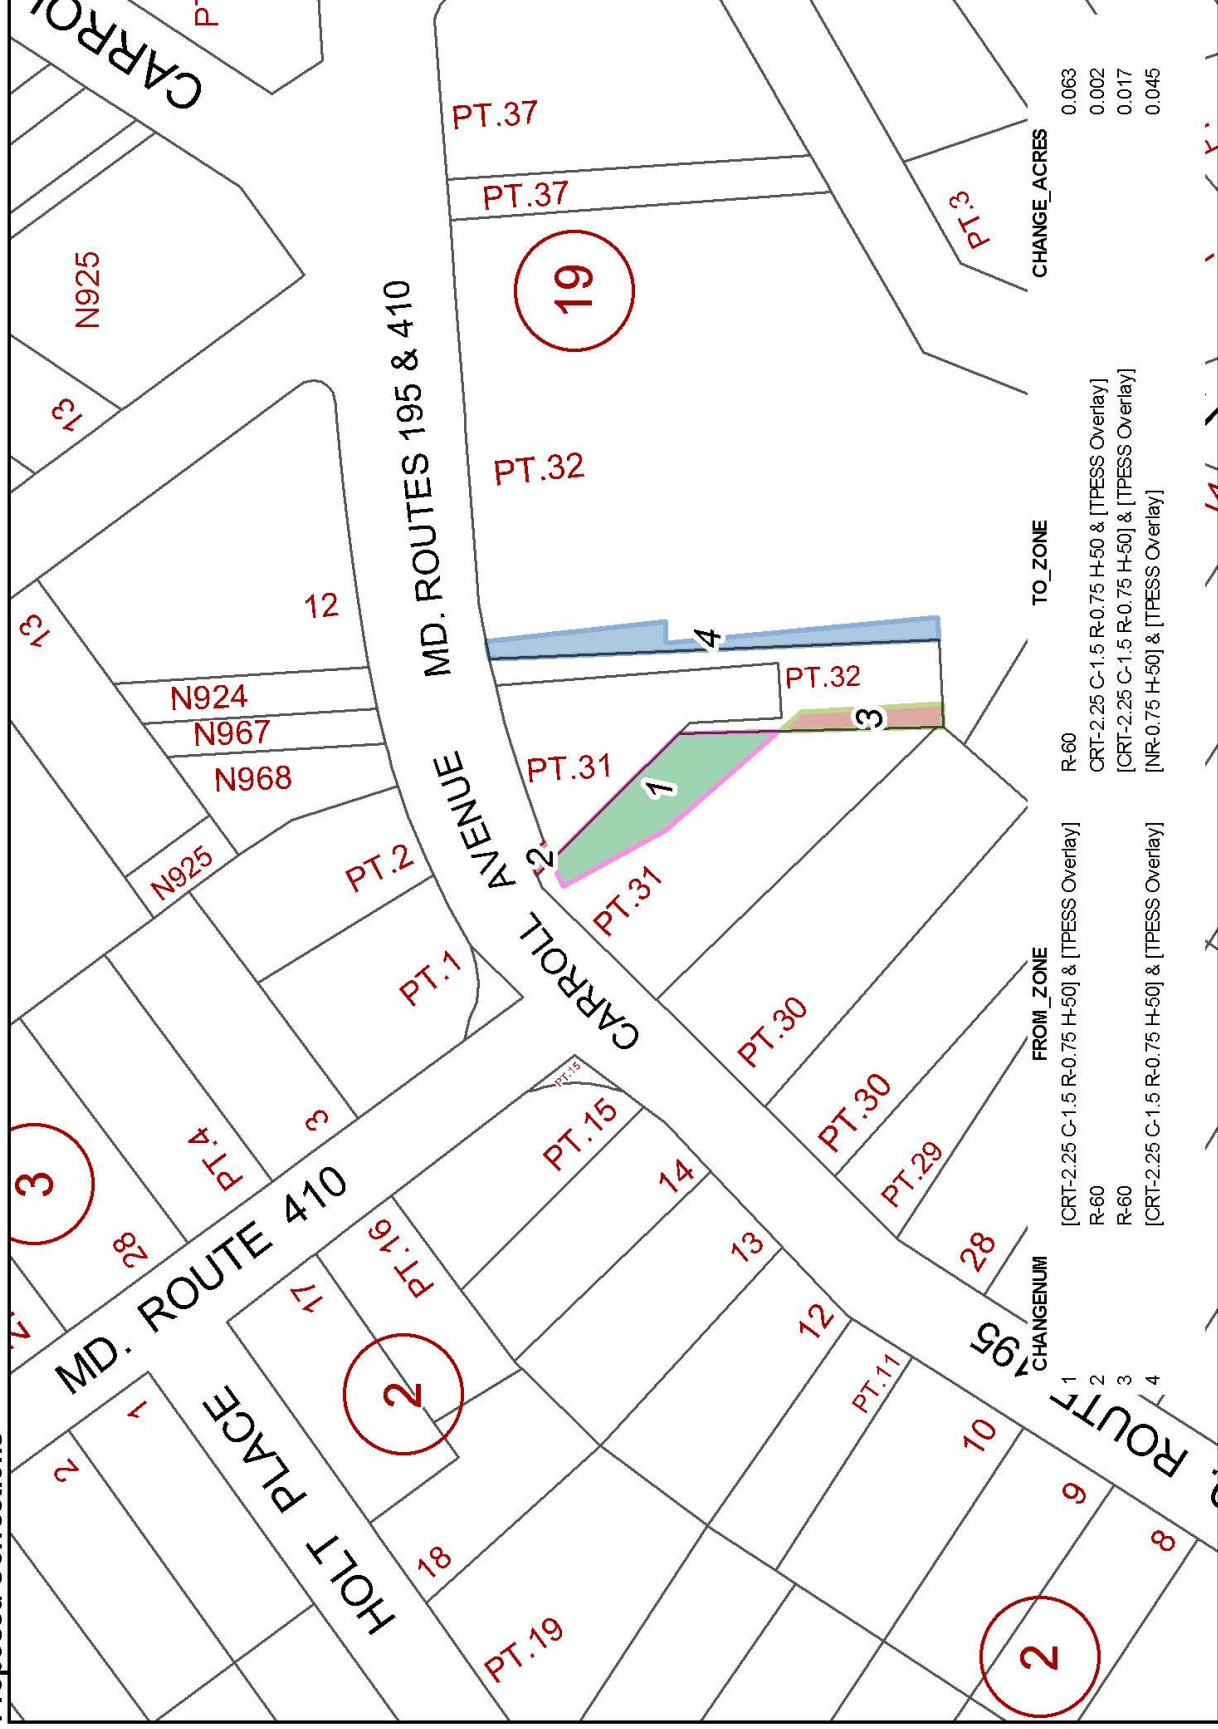 Proposed Corrections
CARROL
N925
13
13
12
N924
N967
N968
N925
PT.2
PT.1
3
PT.4
3
28
MD. ROUTE 410
MD. ROUTES 195 & 410
CARROLL AVENUE
PT.37
PT.37
19
PT.32
PT.32
PT.31
PT.31
1
2
3
4
PT.3
PT.30
PT.30
PT.29
28
PT.15
PT.15
14
13
12
PT.11
10
9
8
PT.16
17
2
HOLT PLACE
1
2
18
PT.19
2
195
ROUTE
CHANGENUM FROM_ZONE TO_ZONE CHANGE_ACRES
1 [CRT-2.25 C-1.5 R-0.75 H-50] & [TPESS Overlay] R-60 0.063
2 R-60 CRT-2.25 C-1.5 R-0.75 H-50 & [TPESS Overlay] 0.002
3 R-60 [CRT-2.25 C-1.5 R-0.75 H-50] & [TPESS Overlay] 0.017
4 [CRT-2.25 C-1.5 R-0.75 H-50] & [TPESS Overlay] [NR-0.75 H-50] & [TPESS Overlay] 0.045